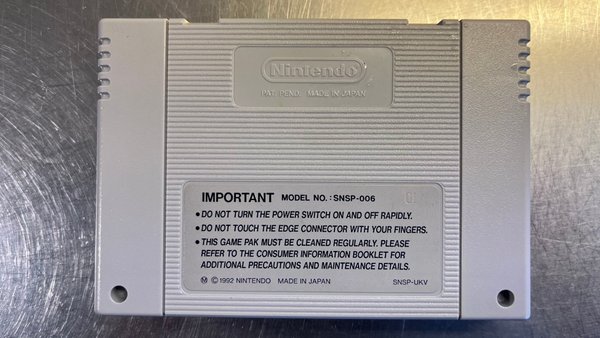 Nintendo
PAT. PEND. MADE IN JAPAN
IMPORTANT MODEL NO. : SNSP-006
• DO NOT TURN THE POWER SWITCH ON AND OFF RAPIDLY.
• DO NOT TOUCH THE EDGE CONNECTOR WITH YOUR FINGERS.
• THIS GAME PAK MUST BE CLEANED REGULARLY. PLEASE
REFER TO THE CONSUMER INFORMATION BOOKLET FOR
ADDITIONAL PRECAUTIONS AND MAINTENANCE DETAILS.
Ⓜ ©1992 NINTENDO MADE IN JAPAN SNSP-UKV